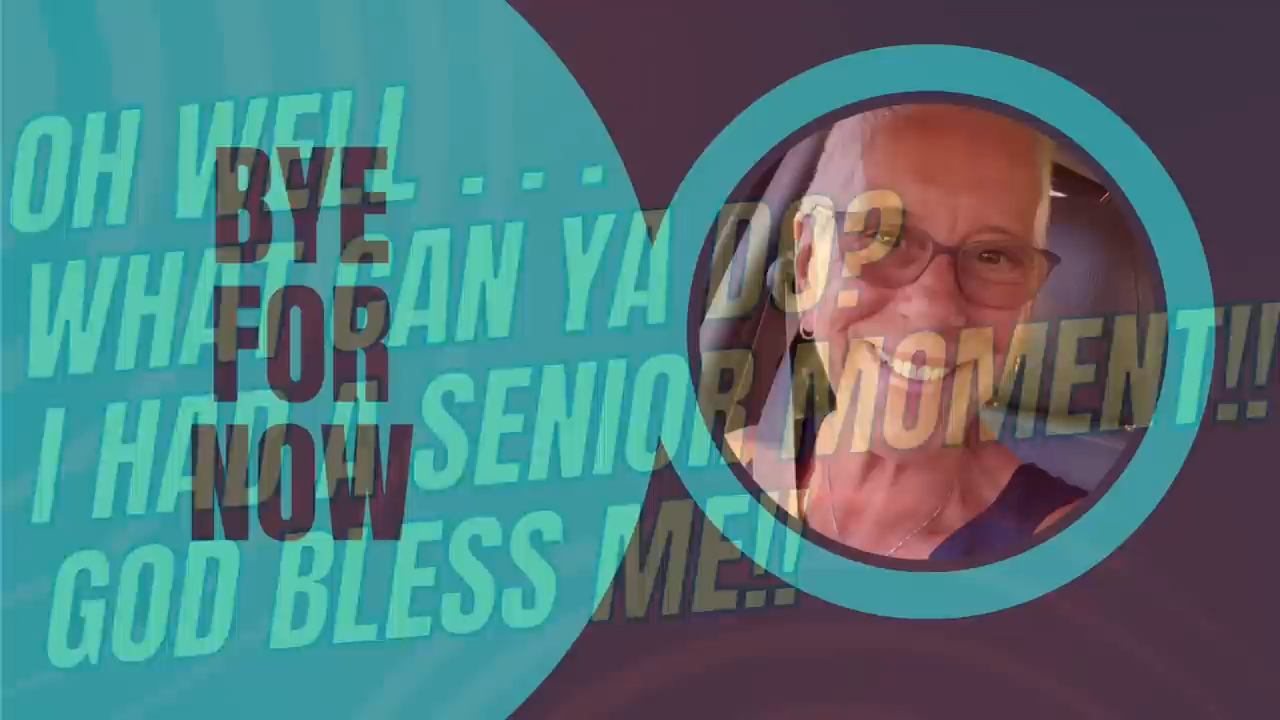 OH WELL . . .
WHAT CAN YA DO?
I HAD A SENIOR MOMENT!!
GOD BLESS ME!!
BYE
FOR
NOW